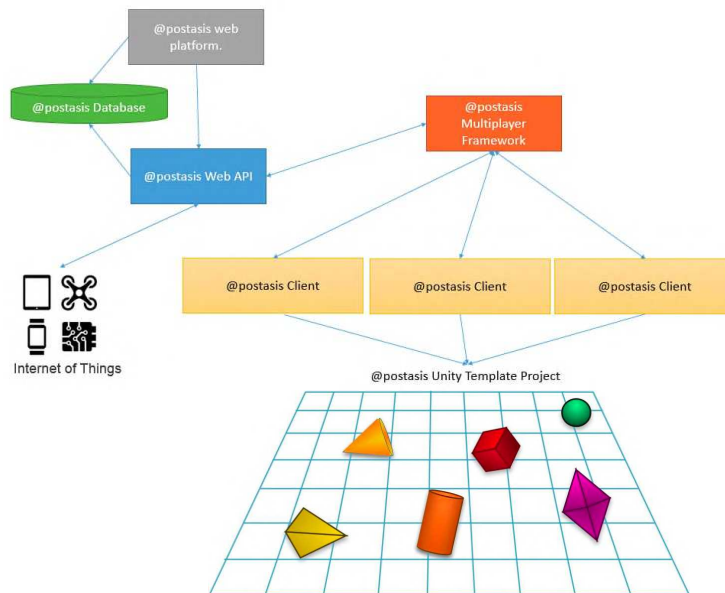 @postasis web
platform.
@postasis Database
@postasis
Multiplayer
Framework
@postasis Web API
@postasis Client
@postasis Client
@postasis Client
Internet of Things
@postasis Unity Template Project